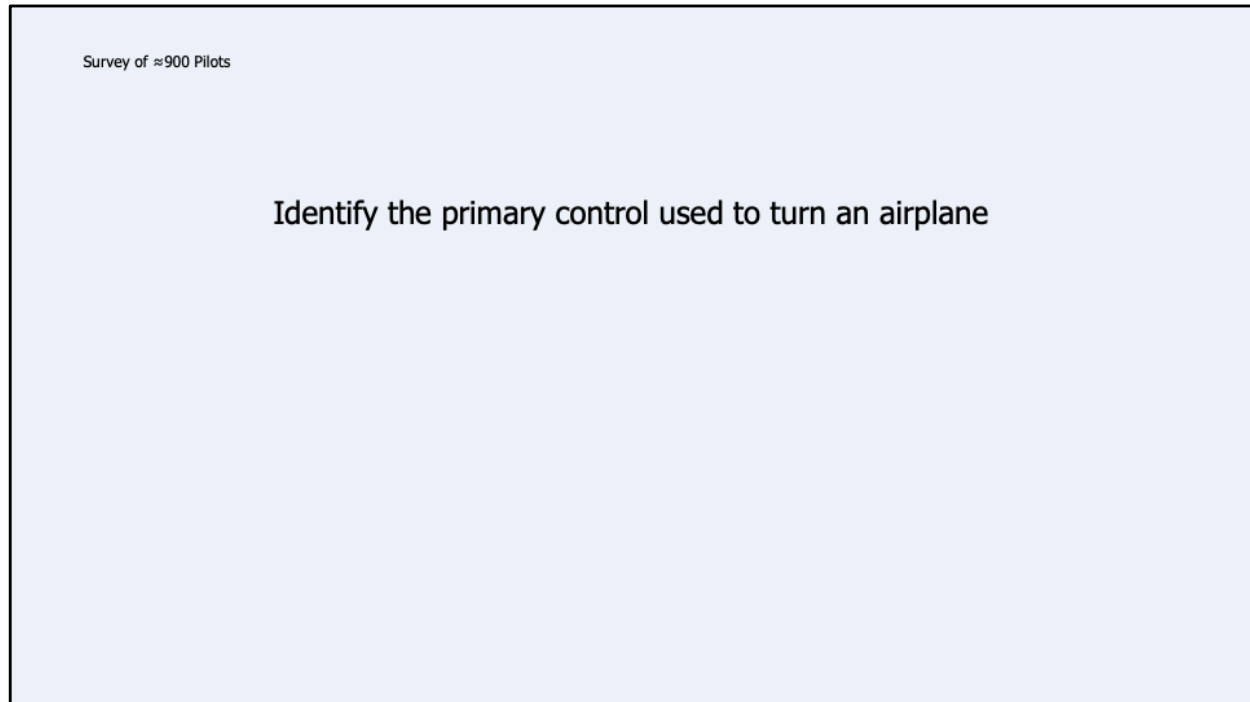 Survey of ≈900 Pilots
Identify the primary control used to turn an airplane